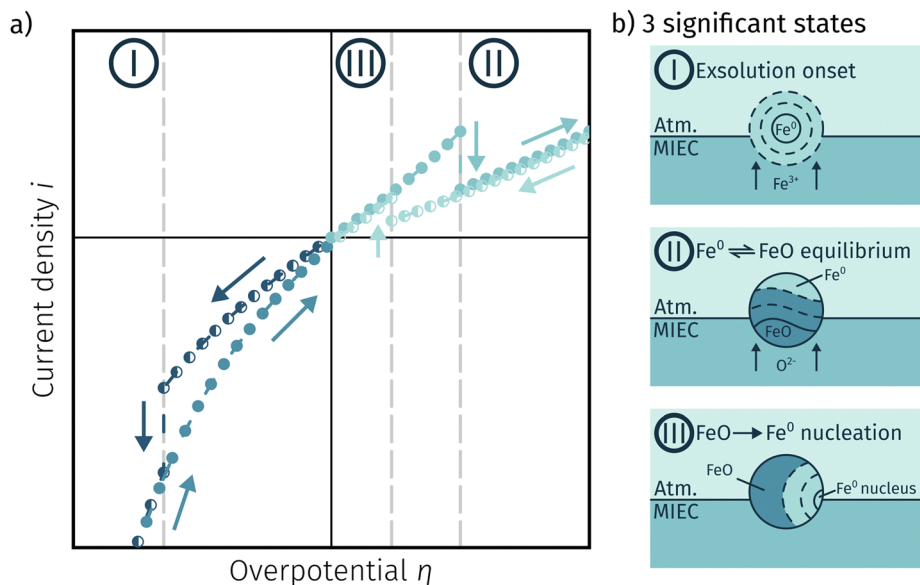 a)
I
III
II
Current density i
Overpotential η
b) 3 significant states
I Exsolution onset
Fe⁰
Atm.
MIEC
Fe³⁺
II Fe⁰ ⇌ FeO equilibrium
Fe⁰
Atm.
MIEC
FeO
O²⁻
III FeO → Fe⁰ nucleation
FeO
Atm.
MIEC
Fe⁰ nucleus